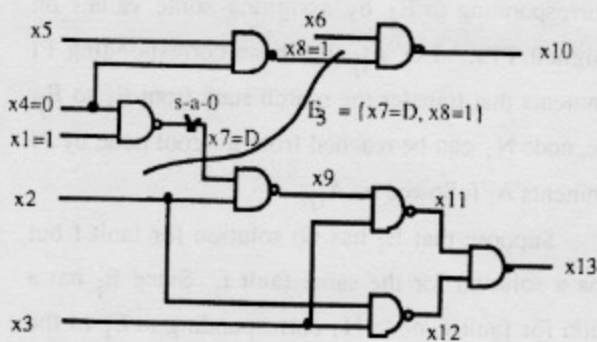 x5
x6
x8=1
x10
x4=0
s-a-0
E3 = {x7=D, x8=1}
x1=1
x7=D
x2
x9
x11
x13
x3
x12